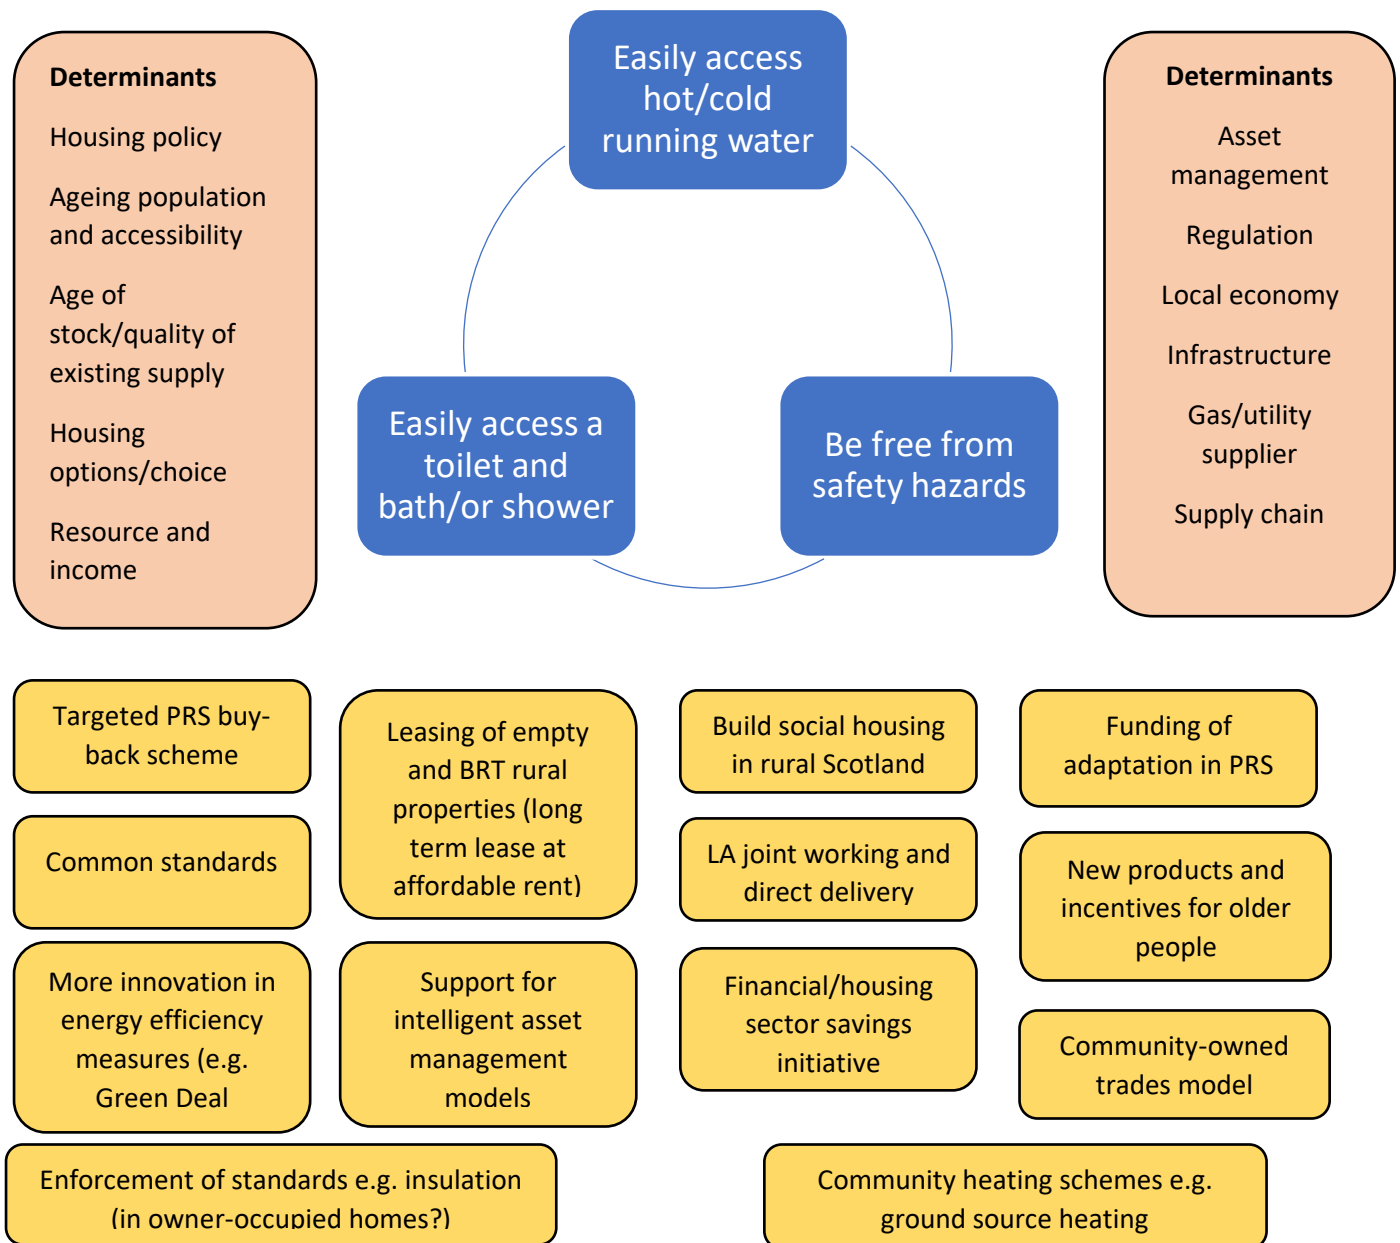 Determinants
Housing policy
Ageing population
and accessibility
Age of
stock/quality of
existing supply
Housing
options/choice
Resource and
income
Easily access
hot/cold
running water
Easily access a
toilet and
bath/or shower
Be free from
safety hazards
Determinants
Asset
management
Regulation
Local economy
Infrastructure
Gas/utility
supplier
Supply chain
Targeted PRS buy-
back scheme
Leasing of empty
and BRT rural
properties (long
term lease at
affordable rent)
Build social housing
in rural Scotland
Funding of
adaptation in PRS
Common standards
LA joint working and
direct delivery
New products and
incentives for older
people
More innovation in
energy efficiency
measures (e.g.
Green Deal
Support for
intelligent asset
management
models
Financial/housing
sector savings
initiative
Community-owned
trades model
Enforcement of standards e.g. insulation
(in owner-occupied homes?)
Community heating schemes e.g.
ground source heating